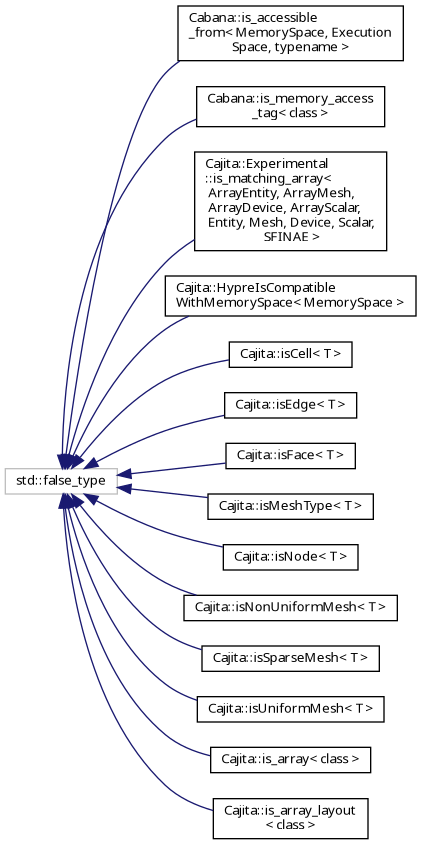 Cabana::is_accessible
_from< MemorySpace, Execution
Space, typename >
Cabana::is_memory_access
_tag< class >
Cajita::Experimental
::is_matching_array<
ArrayEntity, ArrayMesh,
ArrayDevice, ArrayScalar,
Entity, Mesh, Device, Scalar,
SFINAE >
Cajita::HypreIsCompatible
WithMemorySpace< MemorySpace >
Cajita::isCell< T >
Cajita::isEdge< T >
Cajita::isFace< T >
std::false_type
Cajita::isMeshType< T >
Cajita::isNode< T >
Cajita::isNonUniformMesh< T >
Cajita::isSparseMesh< T >
Cajita::isUniformMesh< T >
Cajita::is_array< class >
Cajita::is_array_layout
< class >